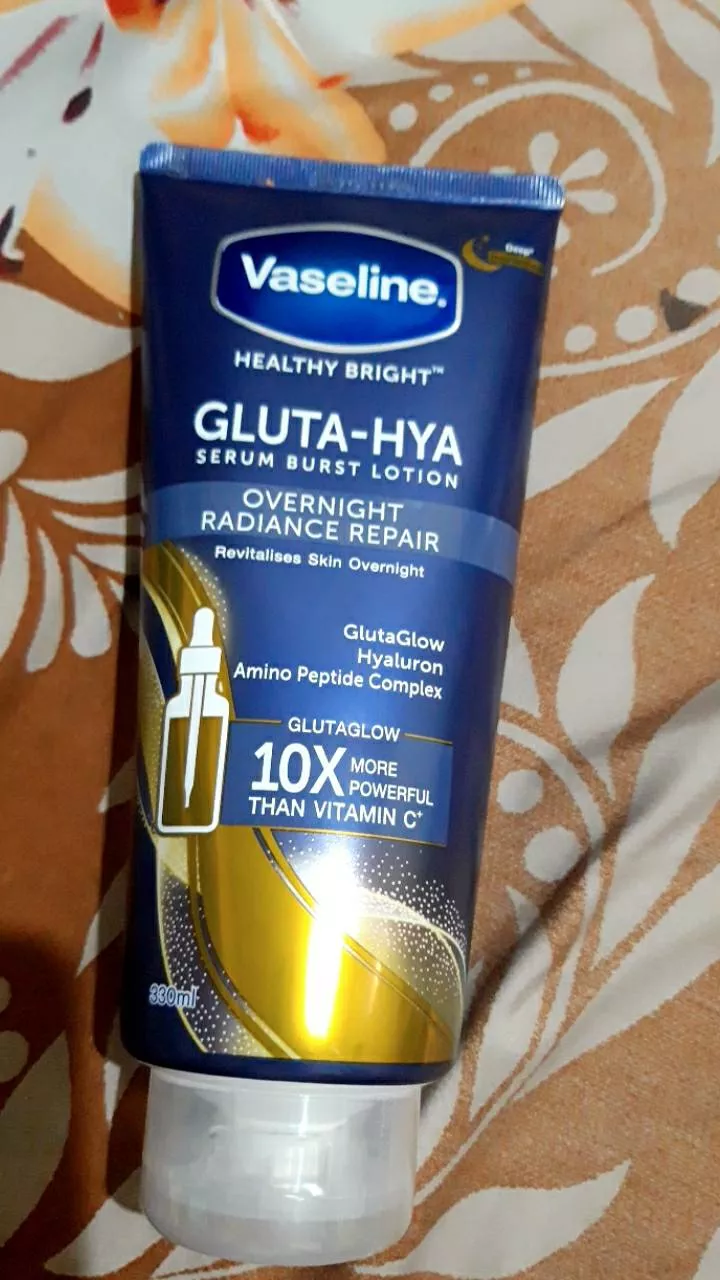 Deep*
Vaseline.
HEALTHY BRIGHT™
GLUTA-HYA
SERUM BURST LOTION
OVERNIGHT
RADIANCE REPAIR
Revitalises Skin Overnight
GlutaGlow
Hyaluron
Amino Peptide Complex
GLUTAGLOW
10X MORE
POWERFUL
THAN VITAMIN C⁺
330ml